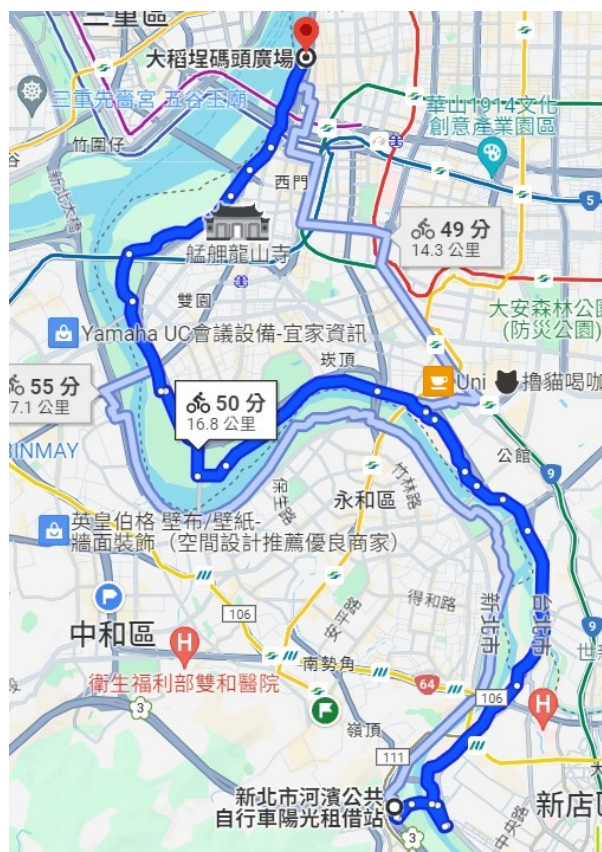 三重區
大稻埕碼頭廣場
三重先嗇宮 五谷王廟
竹圍仔
新北大橋
華山1914文化
創意產業園區
西門
艋舺龍山寺
49 分
14.3 公里
5
雙園
大安森林公園
(防災公園)
Yamaha UC會議設備-宜家資訊
崁頂
55 分
7.1 公里
50 分
16.8 公里
Uni
擼貓喝咖
BINMAY
公館
9
保生路
永和區
竹林路
英皇伯格 壁布/壁紙-
牆面裝飾(空間設計推薦優良商家)
106
安平路
得和路
新北市
台北市
9
中和區
H
衛生福利部雙和醫院
南勢角
64
106
H
3
嶺頂
111
新北市河濱公共
自行車陽光租借站
3
中央路
新店區